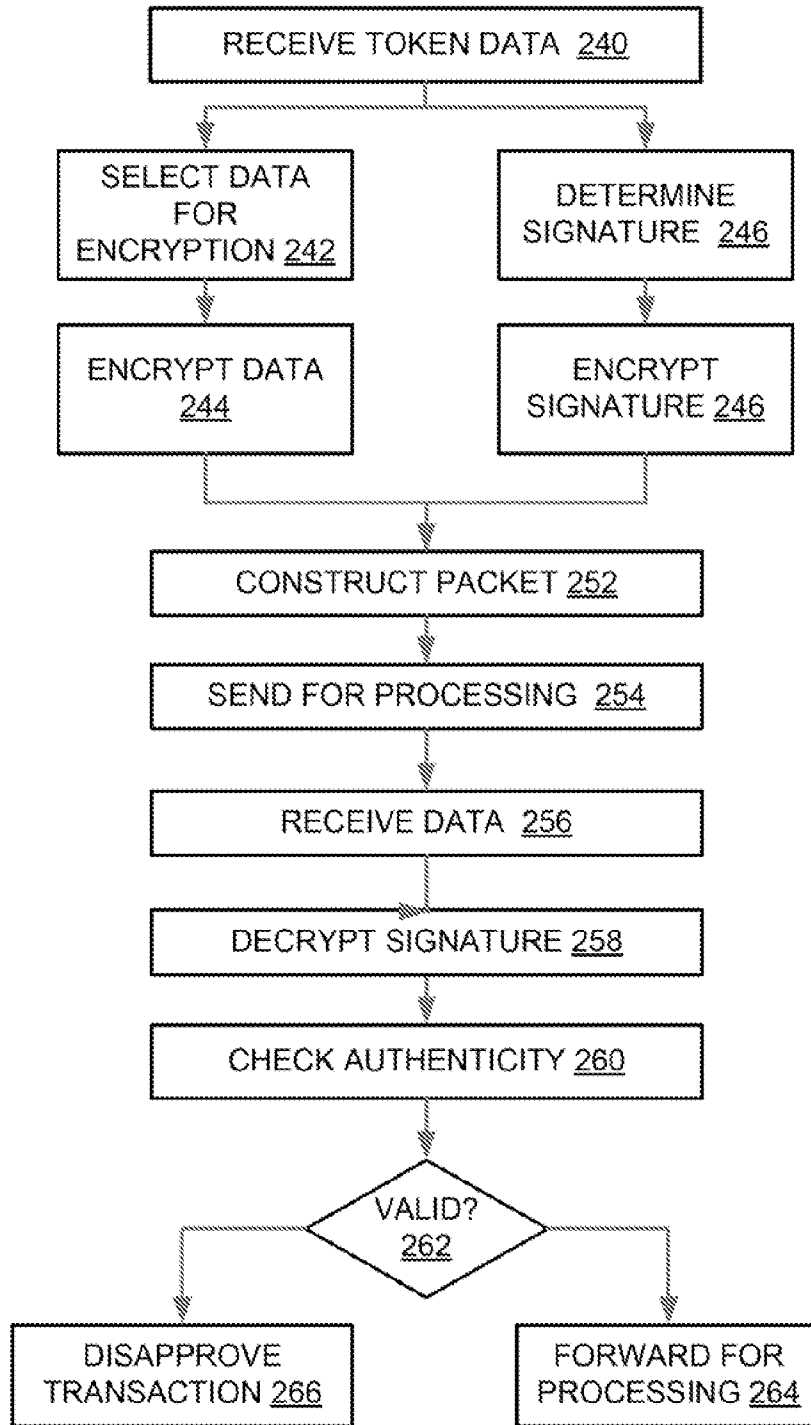 RECEIVE TOKEN DATA 240
SELECT DATA
FOR
ENCRYPTION 242
DETERMINE
SIGNATURE 246
ENCRYPT DATA
244
ENCRYPT
SIGNATURE 246
CONSTRUCT PACKET 252
SEND FOR PROCESSING 254
RECEIVE DATA 256
DECRYPT SIGNATURE 258
CHECK AUTHENTICITY 260
VALID?
262
DISAPPROVE
TRANSACTION 266
FORWARD FOR
PROCESSING 264